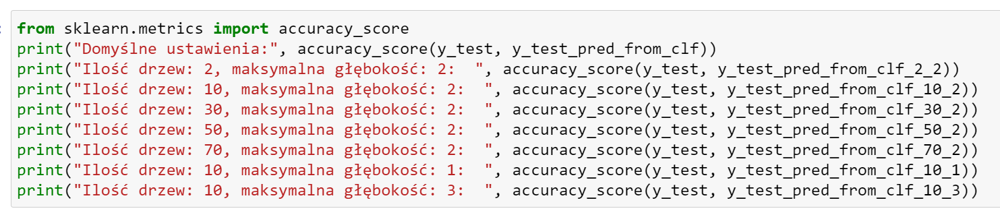 from sklearn.metrics import accuracy_score
print("Domyślne ustawienia:", accuracy_score(y_test, y_test_pred_from_clf))
print("Ilość drzew: 2, maksymalna głębokość: 2:  ", accuracy_score(y_test, y_test_pred_from_clf_2_2))
print("Ilość drzew: 10, maksymalna głębokość: 2:  ", accuracy_score(y_test, y_test_pred_from_clf_10_2))
print("Ilość drzew: 30, maksymalna głębokość: 2:  ", accuracy_score(y_test, y_test_pred_from_clf_30_2))
print("Ilość drzew: 50, maksymalna głębokość: 2:  ", accuracy_score(y_test, y_test_pred_from_clf_50_2))
print("Ilość drzew: 70, maksymalna głębokość: 2:  ", accuracy_score(y_test, y_test_pred_from_clf_70_2))
print("Ilość drzew: 10, maksymalna głębokość: 1:  ", accuracy_score(y_test, y_test_pred_from_clf_10_1))
print("Ilość drzew: 10, maksymalna głębokość: 3:  ", accuracy_score(y_test, y_test_pred_from_clf_10_3))